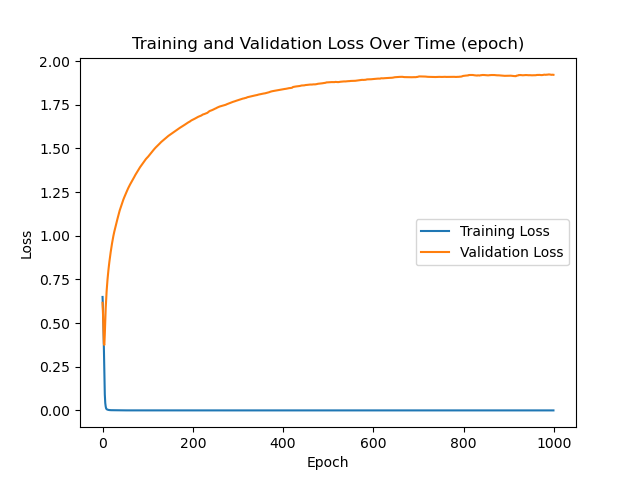 Training and Validation Loss Over Time (epoch)
2.00
1.75
1.50
1.25
1.00
0.75
0.50
0.25
0.00
Loss
Training Loss
Validation Loss
0 200 400 600 800 1000
Epoch